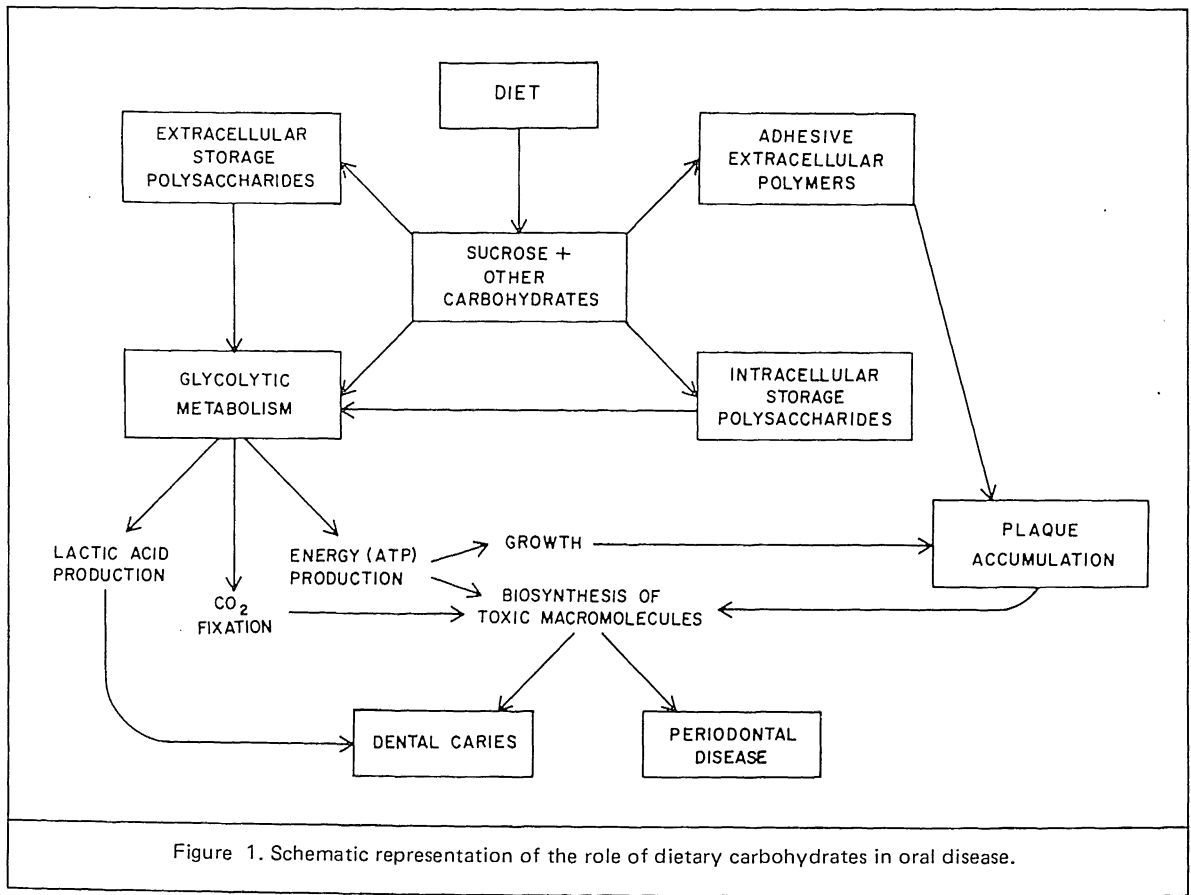 DIET
EXTRACELLULAR
STORAGE
POLYSACCHARIDES
ADHESIVE
EXTRACELLULAR
POLYMERS
SUCROSE +
OTHER
CARBOHYDRATES
GLYCOLYTIC
METABOLISM
INTRACELLULAR
STORAGE
POLYSACCHARIDES
PLAQUE
ACCUMULATION
LACTIC ACID
PRODUCTION
CO2
FIXATION
ENERGY (ATP)
PRODUCTION
GROWTH
BIOSYNTHESIS OF
TOXIC MACROMOLECULES
DENTAL CARIES
PERIODONTAL
DISEASE
Figure 1. Schematic representation of the role of dietary carbohydrates in oral disease.